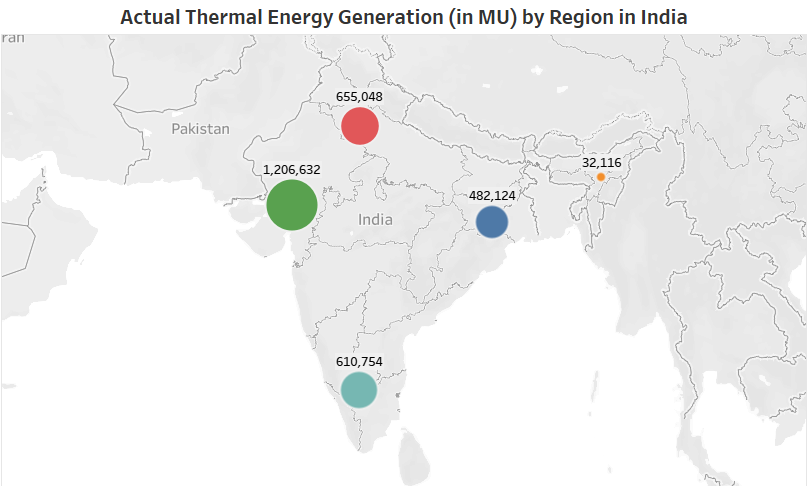 Actual Thermal Energy Generation (in MU) by Region in India
ran
655,048
Pakistan
1,206,632
32,116
482,124
India
610,754